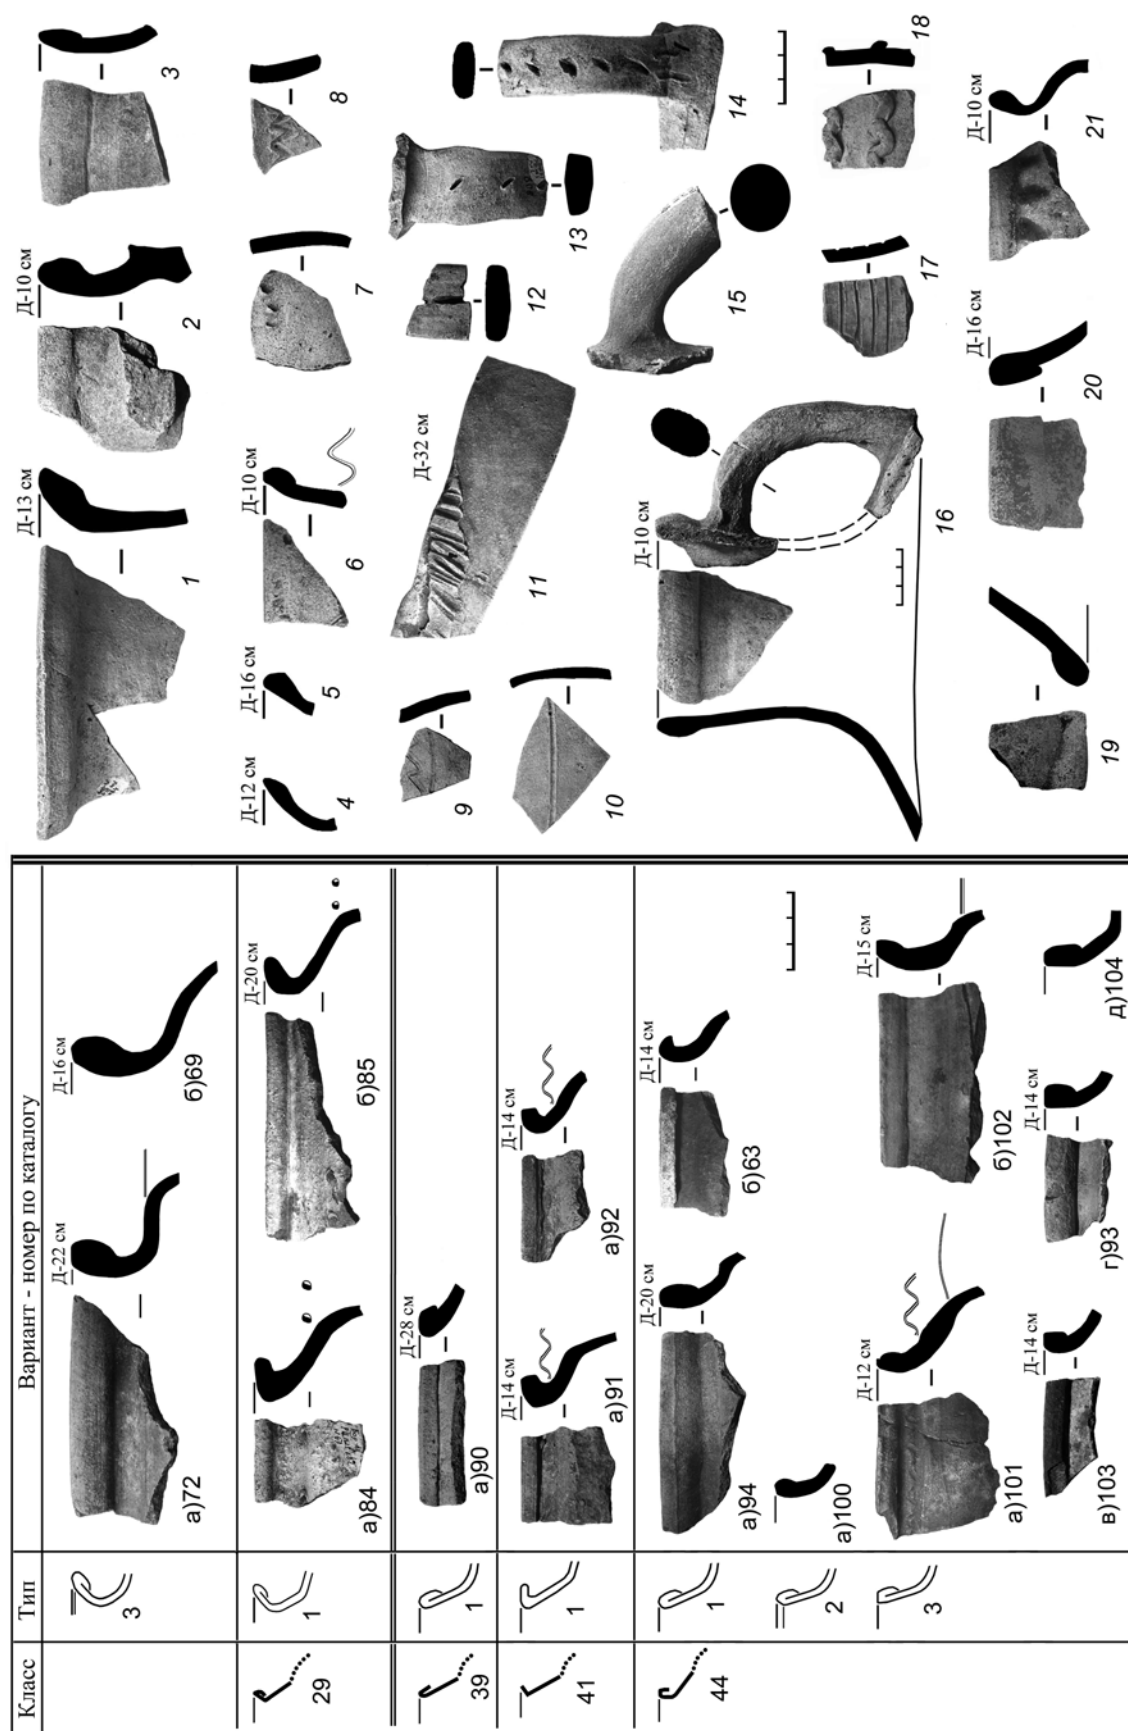 Класс
Тип
Вариант - номер по каталогу
3
Д-22 см
а)72
Д-16 см
б)69
29
1
а)84
Д-20 см
б)85
39
1
Д-28 см
а)90
41
1
Д-14 см
а)91
Д-14 см
а)92
44
1
Д-20 см
а)94
Д-14 см
б)63
2
а)100
3
Д-12 см
а)101
Д-15 см
б)102
Д-14 см
в)103
Д-14 см
г)93
д)104
Д-13 см
1
Д-10 см
2
3
Д-12 см
4
Д-16 см
5
Д-10 см
6
7
8
9
10
Д-32 см
11
12
13
14
15
Д-10 см
16
17
18
19
Д-16 см
20
Д-10 см
21